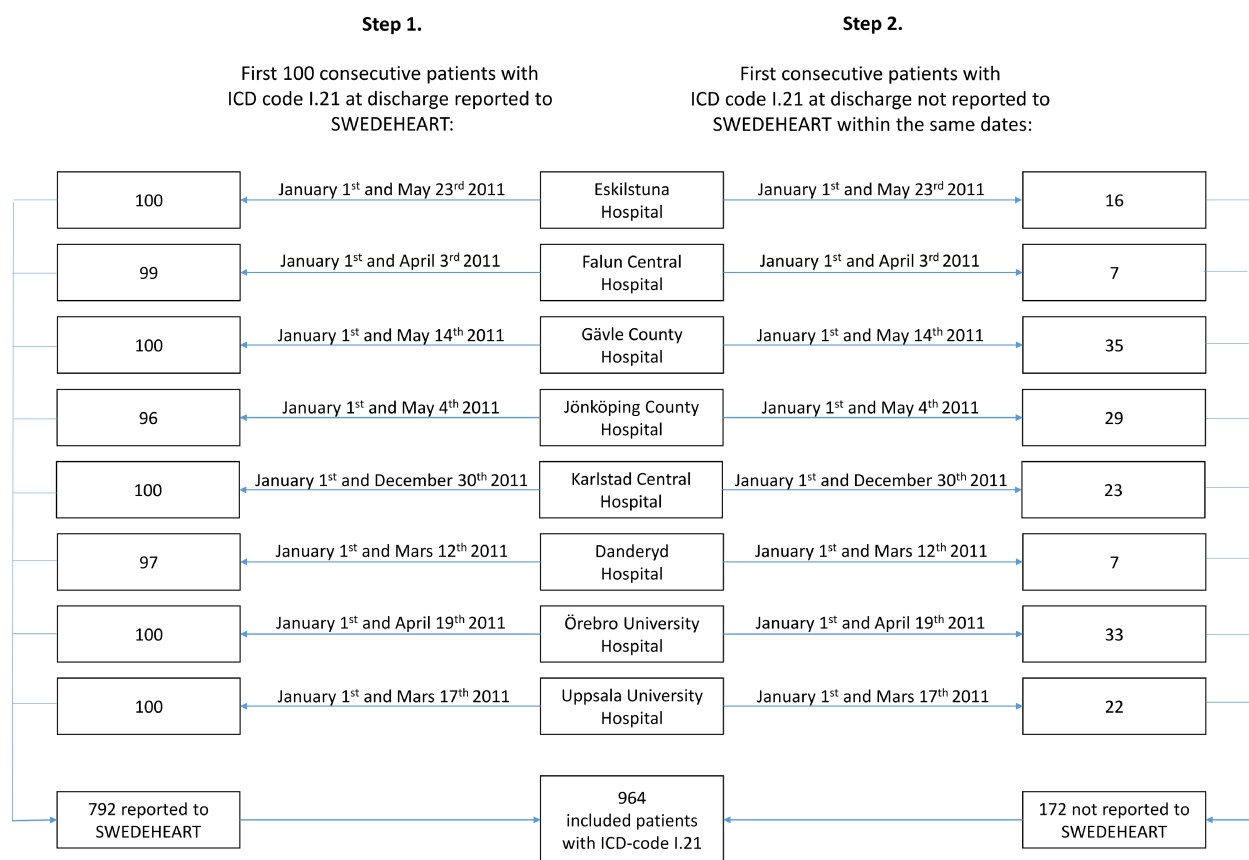 Step 1.
Step 2.
First 100 consecutive patients with
ICD code I.21 at discharge reported to
SWEDEHEART:
First consecutive patients with
ICD code I.21 at discharge not reported to
SWEDEHEART within the same dates:
100
January 1st and May 23rd 2011
Eskilstuna
Hospital
January 1st and May 23rd 2011
16
99
January 1st and April 3rd 2011
Falun Central
Hospital
January 1st and April 3rd 2011
7
100
January 1st and May 14th 2011
Gävle County
Hospital
January 1st and May 14th 2011
35
96
January 1st and May 4th 2011
Jönköping County
Hospital
January 1st and May 4th 2011
29
100
January 1st and December 30th 2011
Karlstad Central
Hospital
January 1st and December 30th 2011
23
97
January 1st and Mars 12th 2011
Danderyd
Hospital
January 1st and Mars 12th 2011
7
100
January 1st and April 19th 2011
Örebro University
Hospital
January 1st and April 19th 2011
33
100
January 1st and Mars 17th 2011
Uppsala University
Hospital
January 1st and Mars 17th 2011
22
792 reported to
SWEDEHEART
964
included patients
with ICD-code I.21
172 not reported to
SWEDEHEART